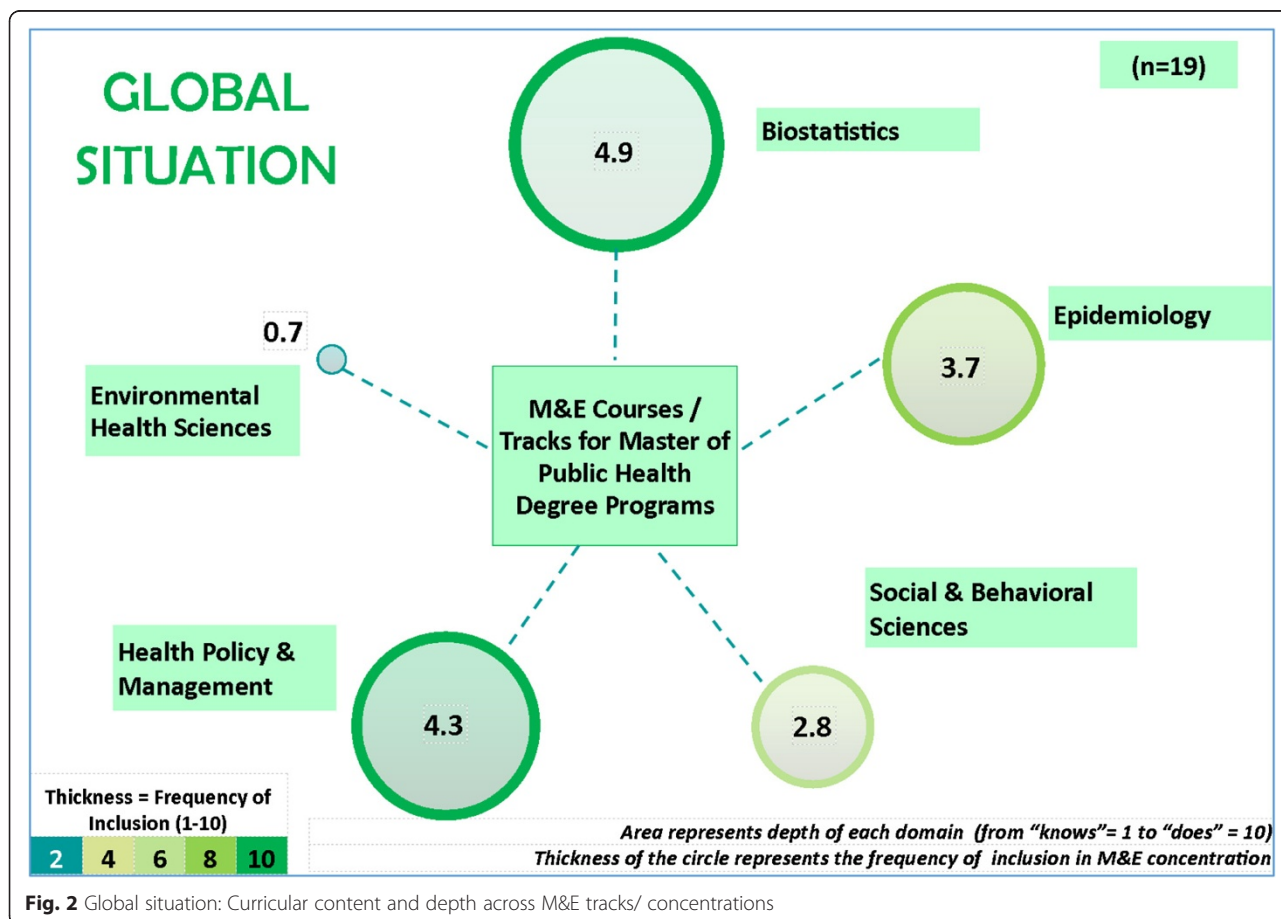 GLOBAL
SITUATION
(n=19)
4.9
Biostatistics
0.7
Environmental
Health Sciences
3.7
Epidemiology
M&E Courses /
Tracks for Master of
Public Health
Degree Programs
Health Policy &
Management
4.3
Social & Behavioral
Sciences
2.8
Thickness = Frequency of
Inclusion (1-10)
2 4 6 8 10
Area represents depth of each domain (from “knows”= 1 to “does” = 10)
Thickness of the circle represents the frequency of inclusion in M&E concentration
Fig. 2 Global situation: Curricular content and depth across M&E tracks/ concentrations